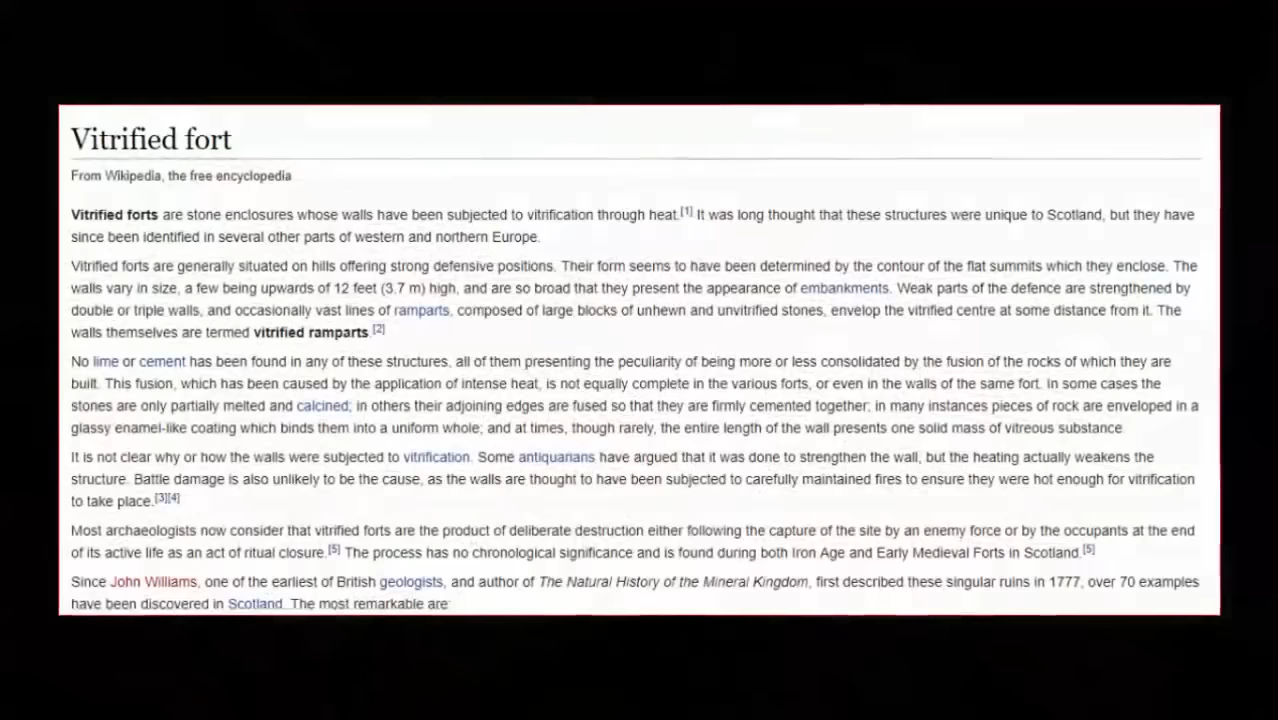 Vitrified fort
From Wikipedia, the free encyclopedia
Vitrified forts are stone enclosures whose walls have been subjected to vitrification through heat.[1] It was long thought that these structures were unique to Scotland, but they have
since been identified in several other parts of western and northern Europe.
Vitrified forts are generally situated on hills offering strong defensive positions. Their form seems to have been determined by the contour of the flat summits which they enclose. The
walls vary in size, a few being upwards of 12 feet (3.7 m) high, and are so broad that they present the appearance of embankments. Weak parts of the defence are strengthened by
double or triple walls, and occasionally vast lines of ramparts, composed of large blocks of unhewn and unvitrified stones, envelop the vitrified centre at some distance from it. The
walls themselves are termed vitrified ramparts.[2]
No lime or cement has been found in any of these structures, all of them presenting the peculiarity of being more or less consolidated by the fusion of the rocks of which they are
built. This fusion, which has been caused by the application of intense heat, is not equally complete in the various forts, or even in the walls of the same fort. In some cases the
stones are only partially melted and calcined; in others their adjoining edges are fused so that they are firmly cemented together; in many instances pieces of rock are enveloped in a
glassy enamel-like coating which binds them into a uniform whole; and at times, though rarely, the entire length of the wall presents one solid mass of vitreous substance
It is not clear why or how the walls were subjected to vitrification. Some antiquarians have argued that it was done to strengthen the wall, but the heating actually weakens the
structure. Battle damage is also unlikely to be the cause, as the walls are thought to have been subjected to carefully maintained fires to ensure they were hot enough for vitrification
to take place.[3][4]
Most archaeologists now consider that vitrified forts are the product of deliberate destruction either following the capture of the site by an enemy force or by the occupants at the end
of its active life as an act of ritual closure.[5] The process has no chronological significance and is found during both Iron Age and Early Medieval Forts in Scotland.[5]
Since John Williams, one of the earliest of British geologists, and author of The Natural History of the Mineral Kingdom, first described these singular ruins in 1777, over 70 examples
have been discovered in Scotland. The most remarkable are: